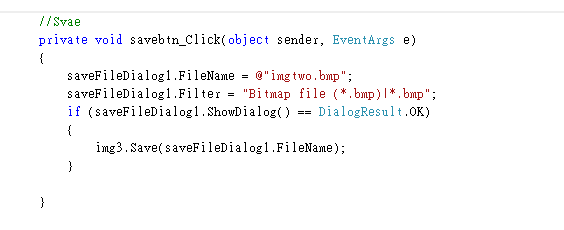 //Svae
private void savebtn_Click(object sender, EventArgs e)
{
saveFileDialog1.FileName = @"imgtwo.bmp";
saveFileDialog1.Filter = "Bitmap file (*.bmp)|*.bmp";
if (saveFileDialog1.ShowDialog() == DialogResult.OK)
{
img3.Save(saveFileDialog1.FileName);
}
}